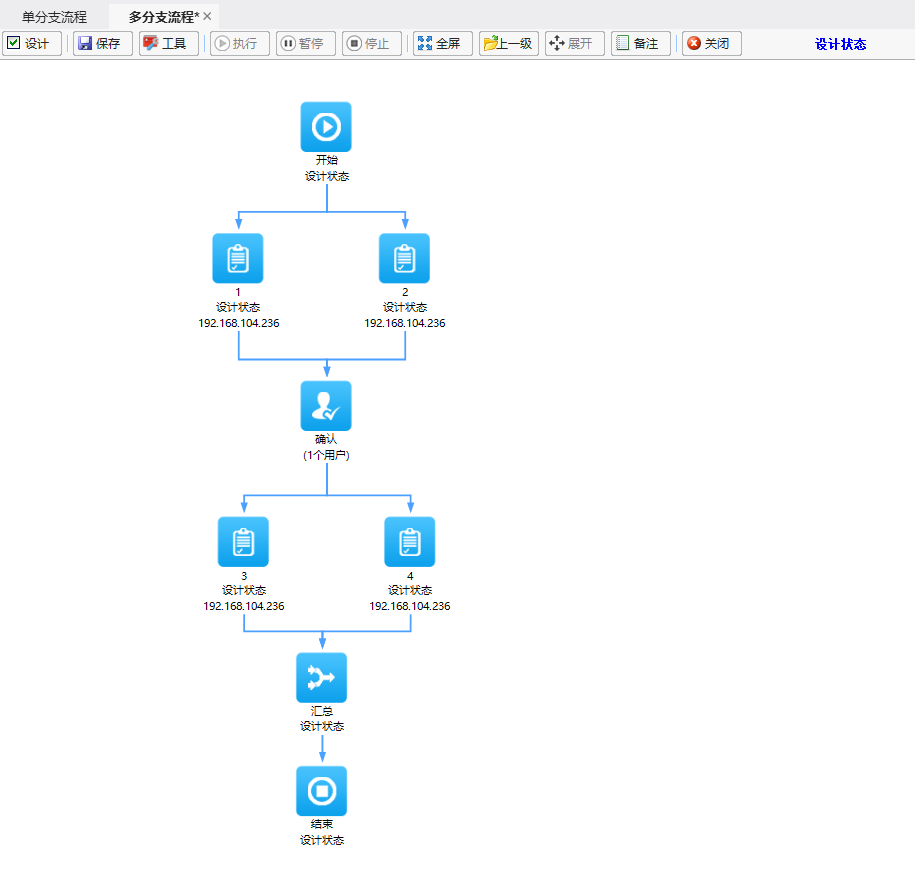 单分支流程
多分支流程*
设计
保存
工具
执行
暂停
停止
全屏
上一级
展开
备注
关闭
设计状态
开始
设计状态
1
设计状态
192.168.104.236
2
设计状态
192.168.104.236
确认
(1个用户)
3
设计状态
192.168.104.236
4
设计状态
192.168.104.236
汇总
设计状态
结束
设计状态